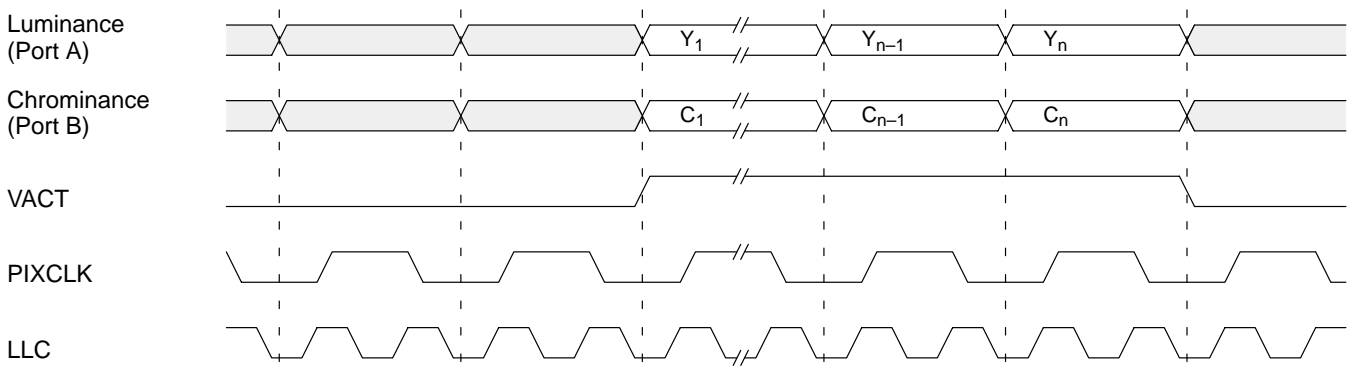 Luminance
(Port A)
Y1
Yn–1
Yn
Chrominance
(Port B)
C1
Cn–1
Cn
VACT
PIXCLK
LLC